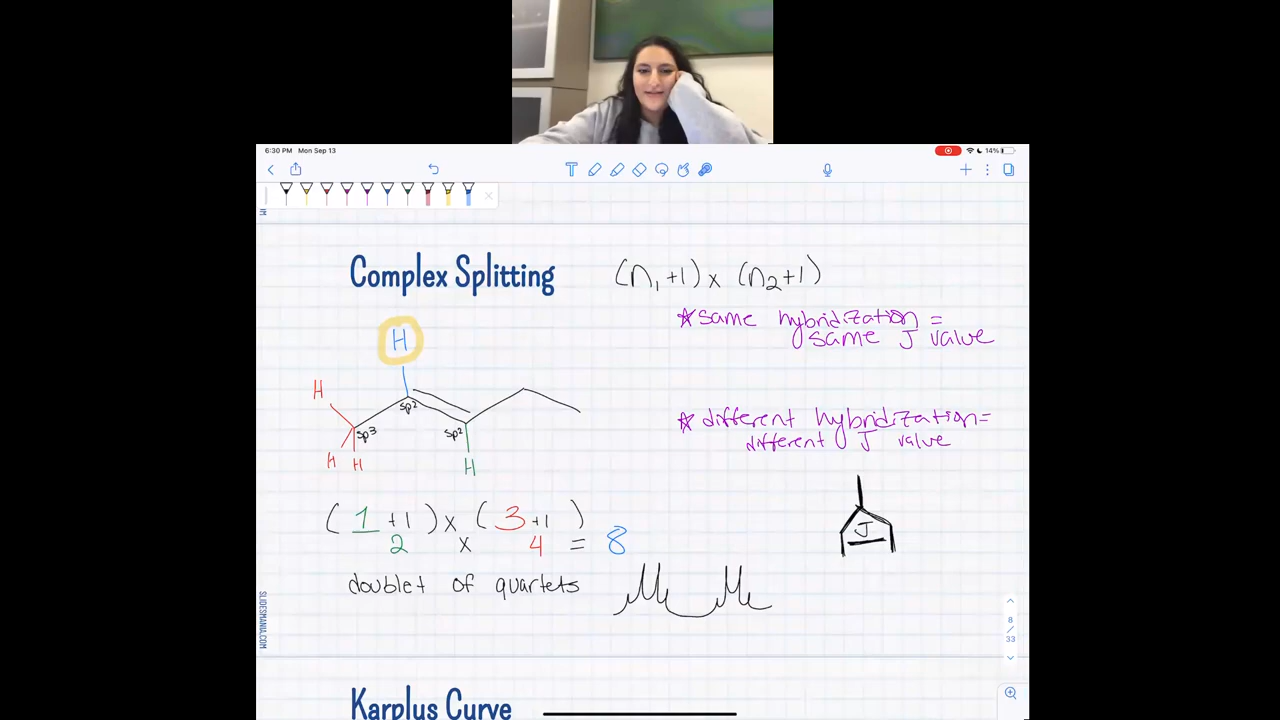 6:30 PM Mon Sep 13
14%
T
Complex Splitting
(n1+1) x (n2+1)
*same hybridization =
same J value
H
H
sp2
sp3
sp2
H H
H
*different hybridization=
different J value
(1+1) x (3+1)
2 x 4 = 8
J
doublet of quartets
SLIDESMANIA.COM
8
/
33
Karplus Curve